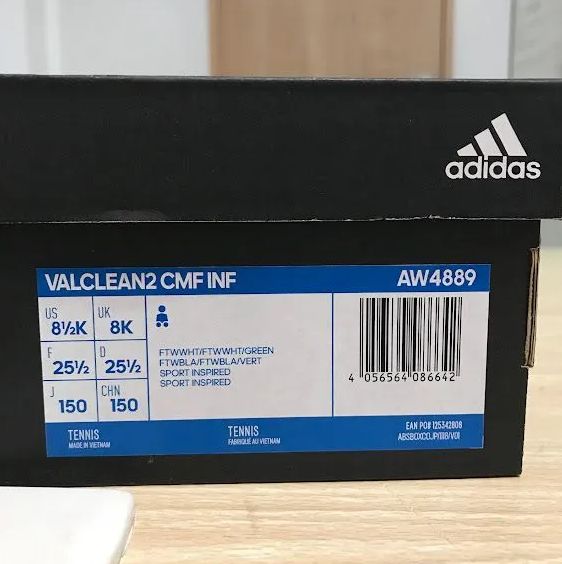 adidas
VALCLEAN2 CMF INF
AW4889
US
8½K
UK
8K
F
25½
D
25½
J
150
CHN
150
FTWWHT/FTWWHT/GREEN
FTWBLA/FTWBLA/VERT
SPORT INSPIRED
SPORT INSPIRED
4 056564 086642
TENNIS
MADE IN VIETNAM
TENNIS
FABRIQUÉ AU VIETNAM
EAN PO# 125342808